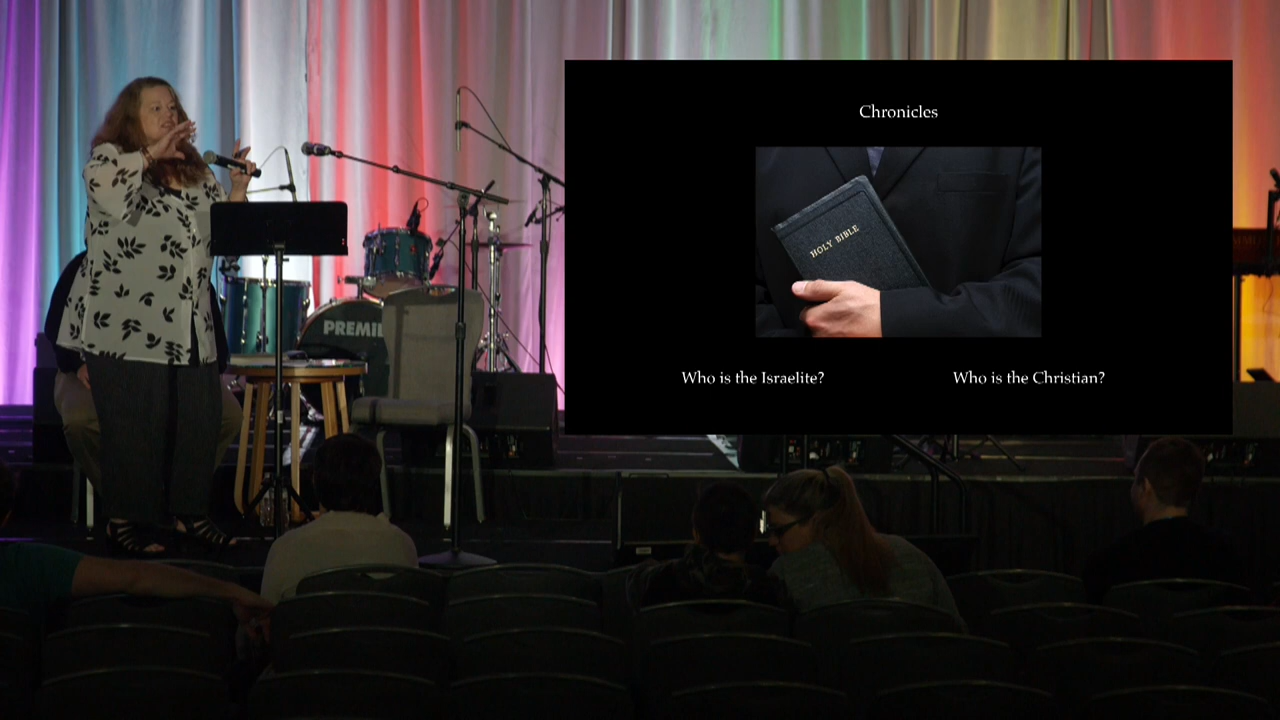 Chronicles
HOLY BIBLE
PREMI
Who is the Israelite?
Who is the Christian?